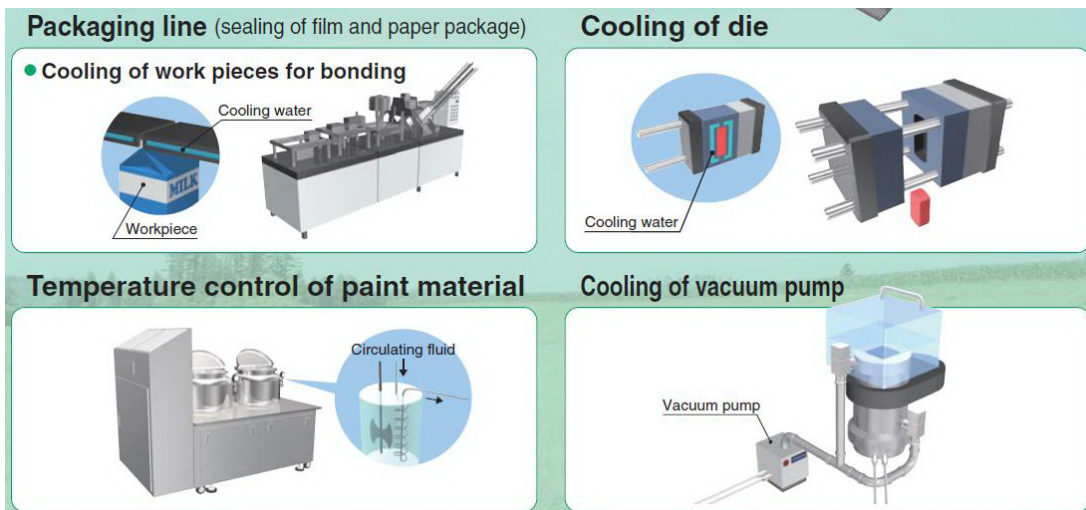 Packaging line (sealing of film and paper package)
● Cooling of work pieces for bonding
Cooling water
MILK
Workpiece
Cooling of die
Cooling water
Temperature control of paint material
Circulating fluid
Cooling of vacuum pump
Vacuum pump